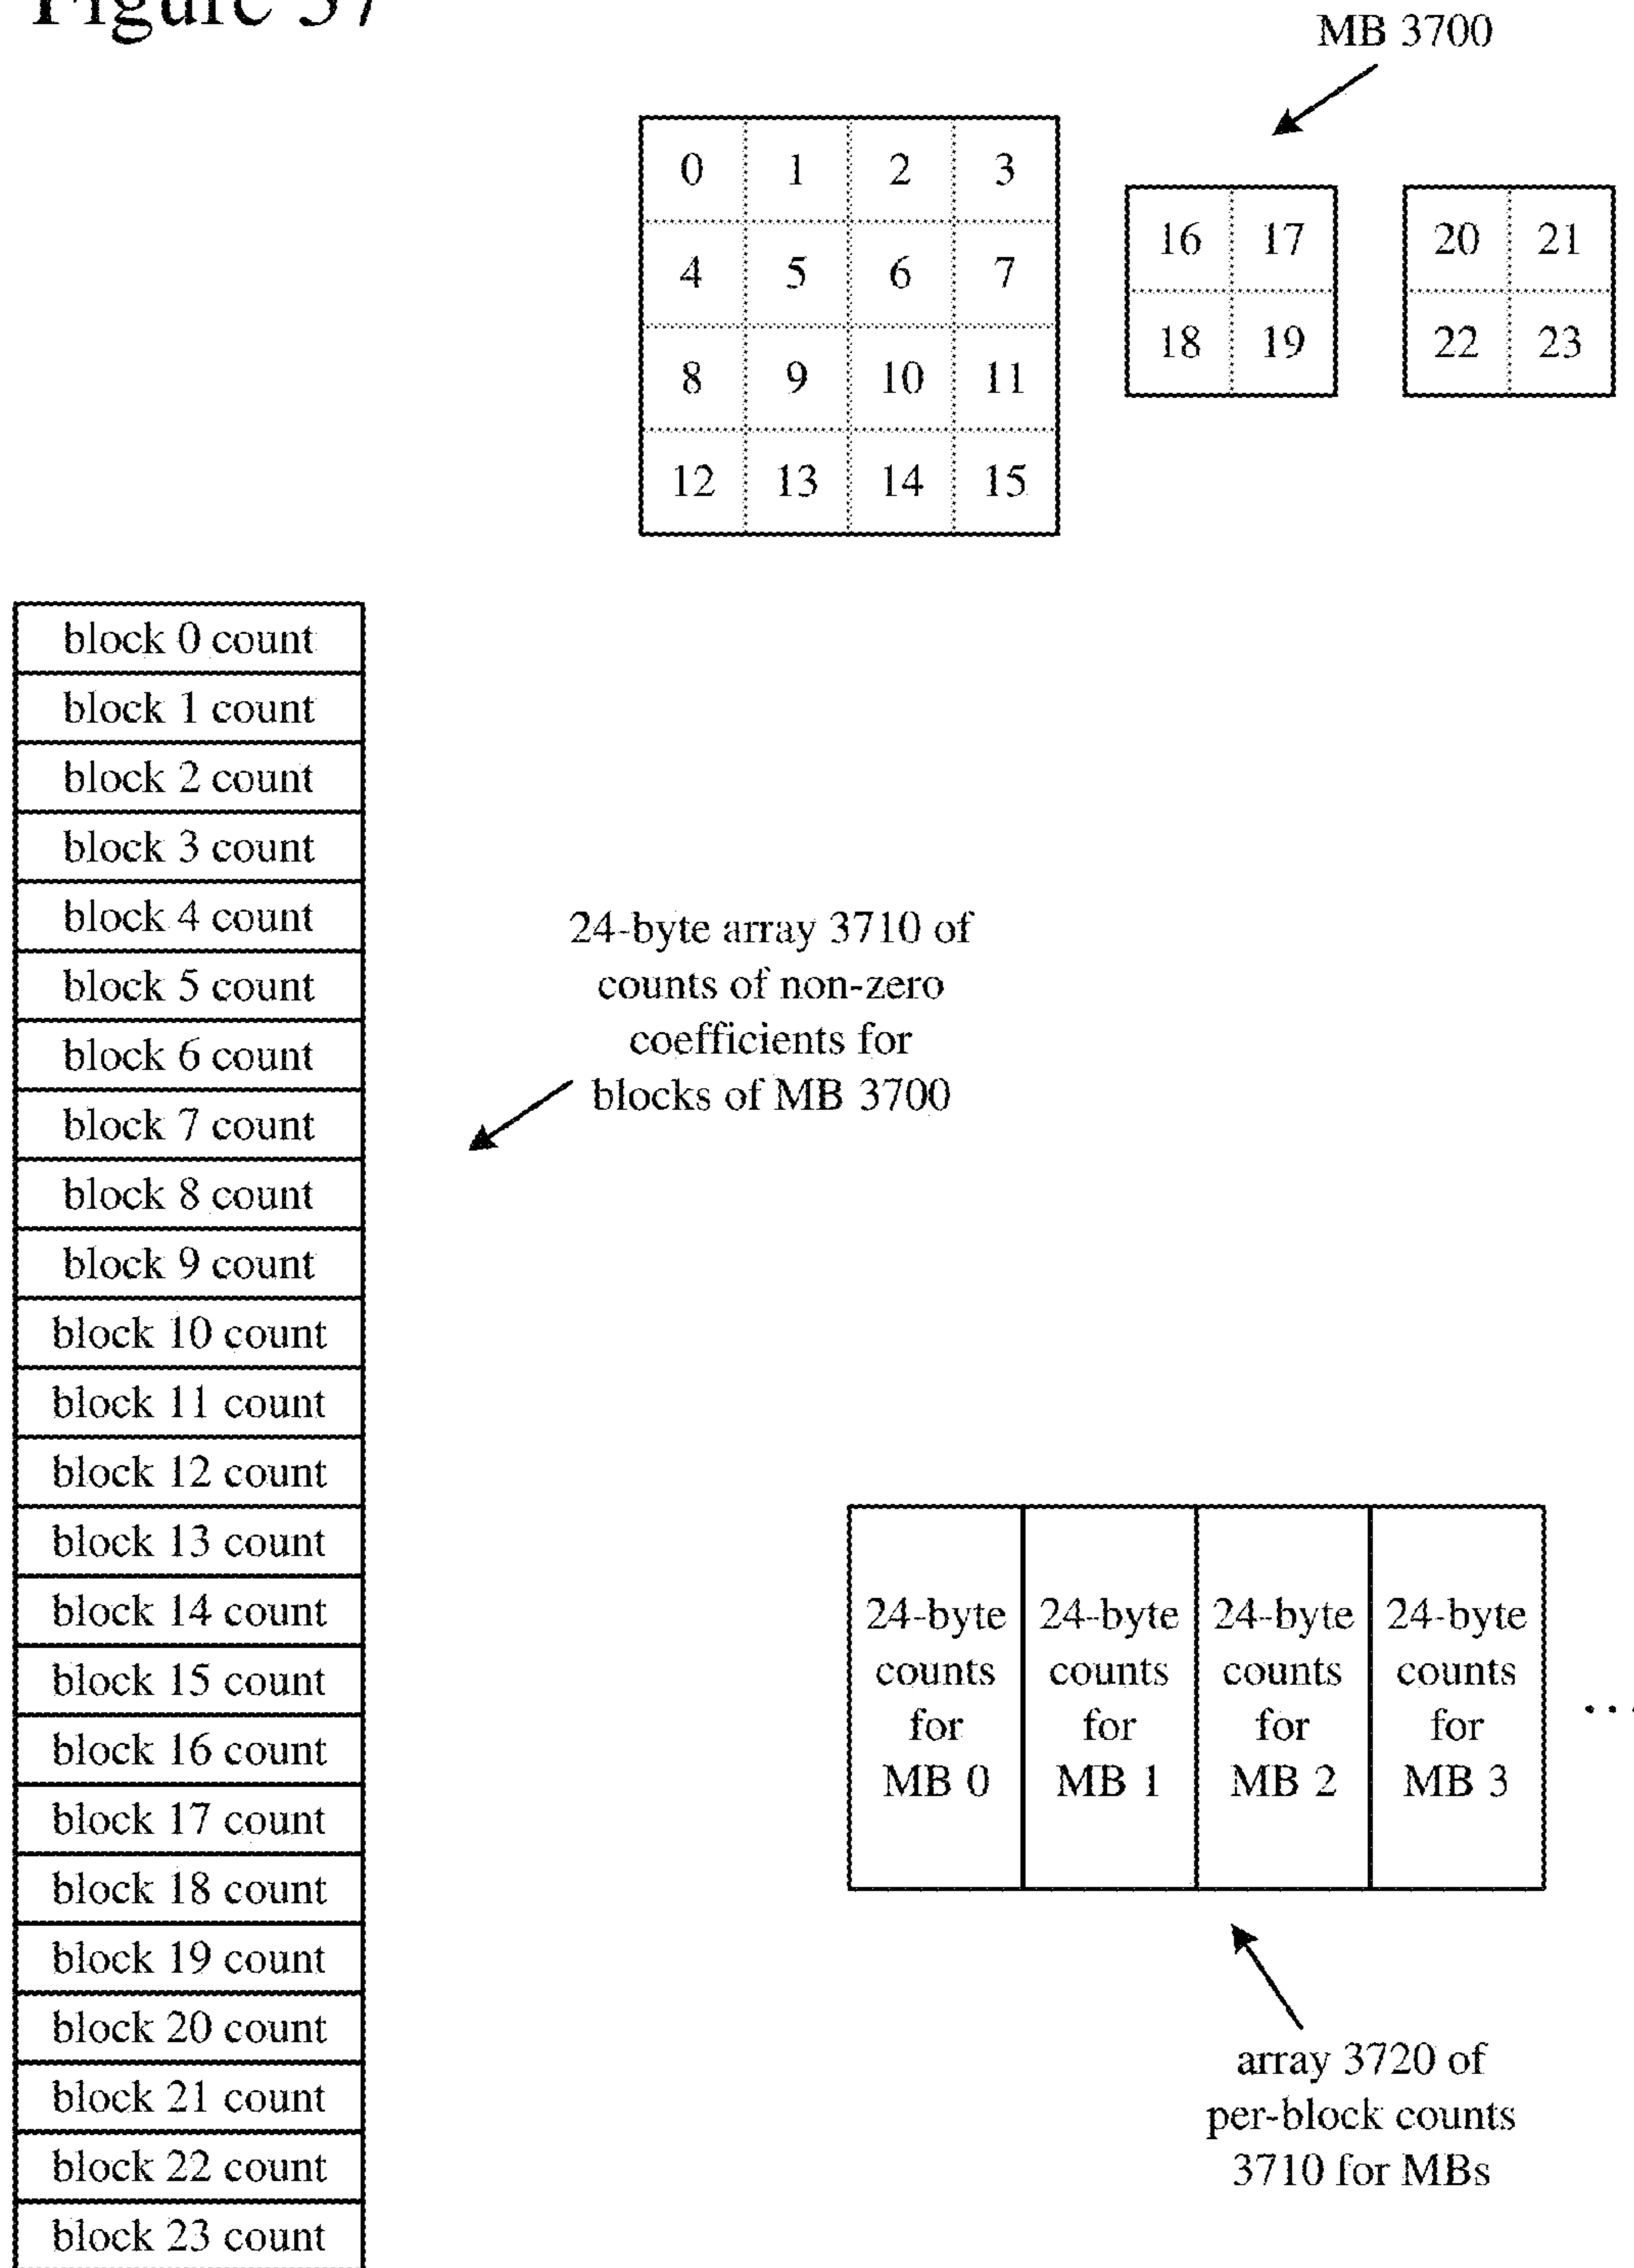 Figure 37
MB 3700
0 1 2 3
4 5 6 7
8 9 10 11
12 13 14 15
16 17
18 19
20 21
22 23
block 0 count
block 1 count
block 2 count
block 3 count
block 4 count
block 5 count
block 6 count
block 7 count
block 8 count
block 9 count
block 10 count
block 11 count
block 12 count
block 13 count
block 14 count
block 15 count
block 16 count
block 17 count
block 18 count
block 19 count
block 20 count
block 21 count
block 22 count
block 23 count
24-byte array 3710 of
counts of non-zero
coefficients for
blocks of MB 3700
24-byte counts for MB 0
24-byte counts for MB 1
24-byte counts for MB 2
24-byte counts for MB 3
...
array 3720 of
per-block counts
3710 for MBs